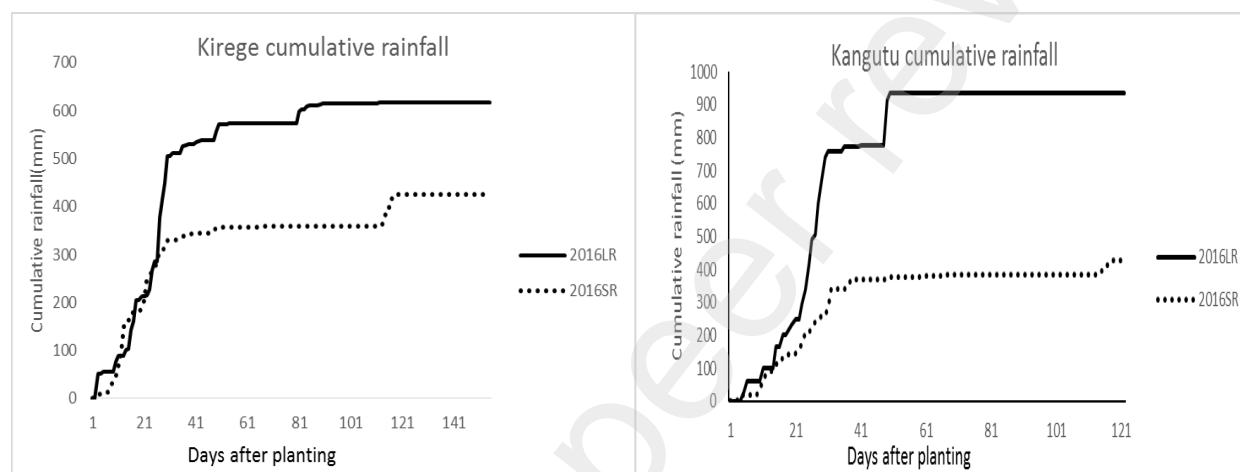 Kirege cumulative rainfall
Cumulative rainfall(mm)
700
600
500
400
300
200
100
0
1 21 41 61 81 101 121 141
Days after planting
2016LR
2016SR
Kangutu cumulative rainfall
Cumulative rainfall (mm)
1000
900
800
700
600
500
400
300
200
100
0
1 21 41 61 81 101 121
Days after planting
2016LR
2016SR
peer rev